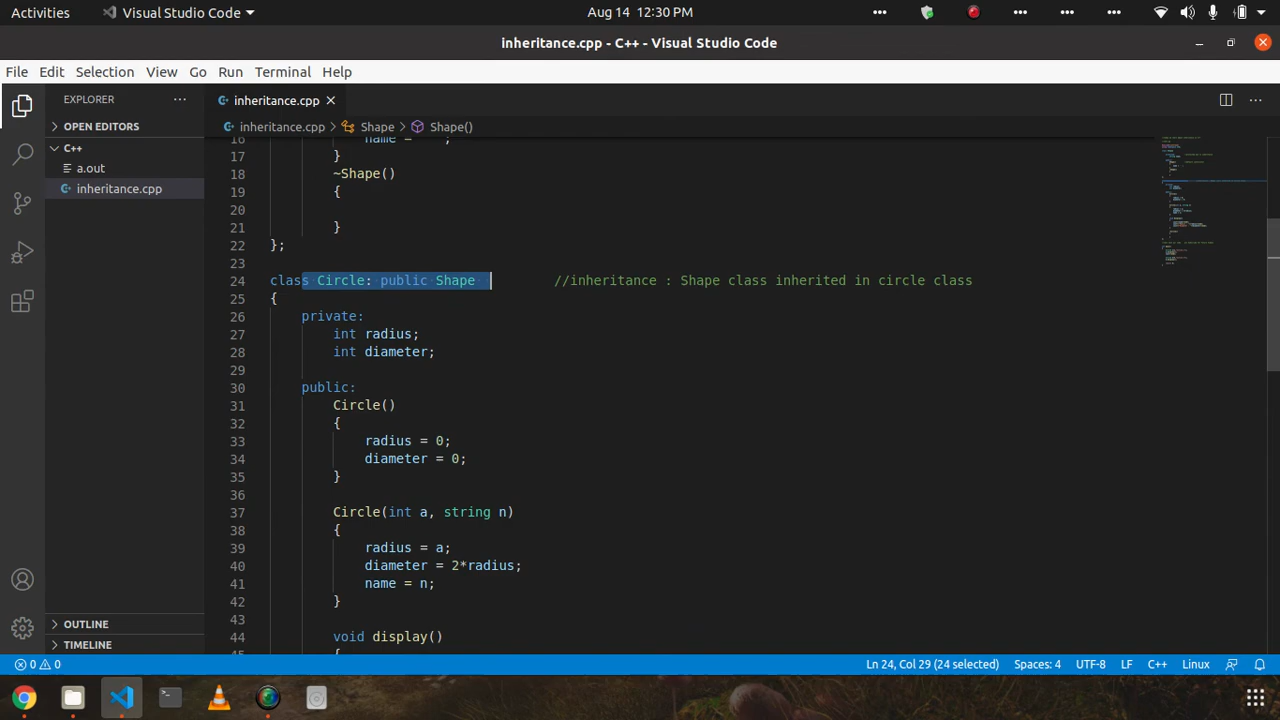 Activities Visual Studio Code Aug 14 12:30 PM
inheritance.cpp - C++ - Visual Studio Code
File Edit Selection View Go Run Terminal Help
EXPLORER
inheritance.cpp
OPEN EDITORS
inheritance.cpp > Shape > Shape()
C++
a.out
inheritance.cpp
16 name = " ";
17 }
18 ~Shape()
19 {
20
21 }
22 };
23
24 class Circle: public Shape //inheritance : Shape class inherited in circle class
25 {
26 private:
27 int radius;
28 int diameter;
29
30 public:
31 Circle()
32 {
33 radius = 0;
34 diameter = 0;
35 }
36
37 Circle(int a, string n)
38 {
39 radius = a;
40 diameter = 2*radius;
41 name = n;
42 }
43
44 void display()
45 {
OUTLINE
TIMELINE
0 0 Ln 24, Col 29 (24 selected) Spaces: 4 UTF-8 LF C++ Linux